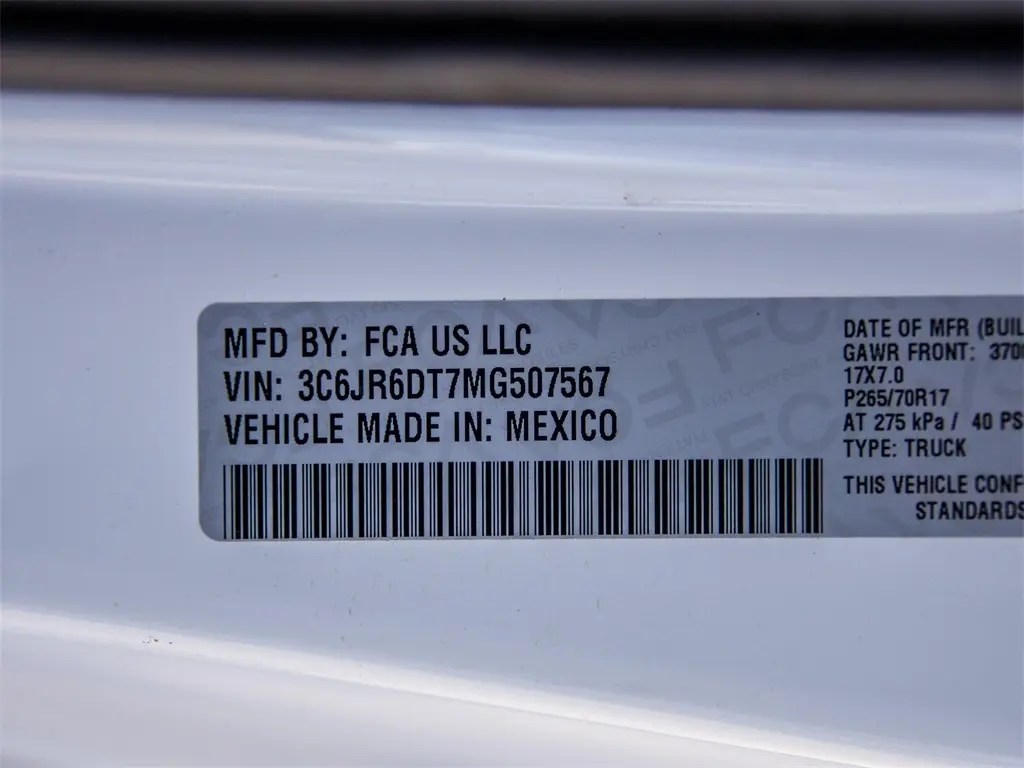 MFD BY: FCA US LLC
VIN: 3C6JR6DT7MG507567
VEHICLE MADE IN: MEXICO
DATE OF MFR (BUIL
GAWR FRONT: 370
17X7.0
P265/70R17
AT 275 kPa / 40 PS
TYPE: TRUCK
THIS VEHICLE CONF
STANDARDS